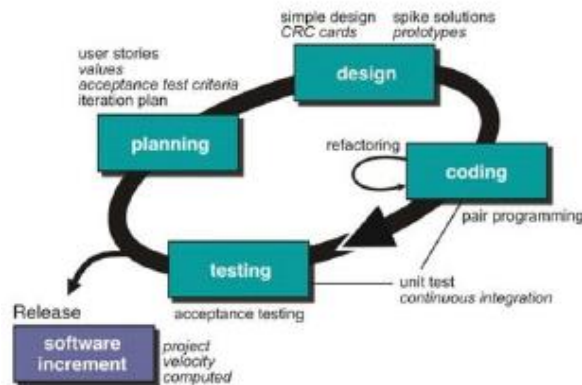 simple design
CRC cards
spike solutions
prototypes
user stories
values
acceptance test criteria
iteration plan
design
planning
refactoring
coding
pair programming
testing
unit test
continuous integration
acceptance testing
Release
software
increment
project
velocity
computed